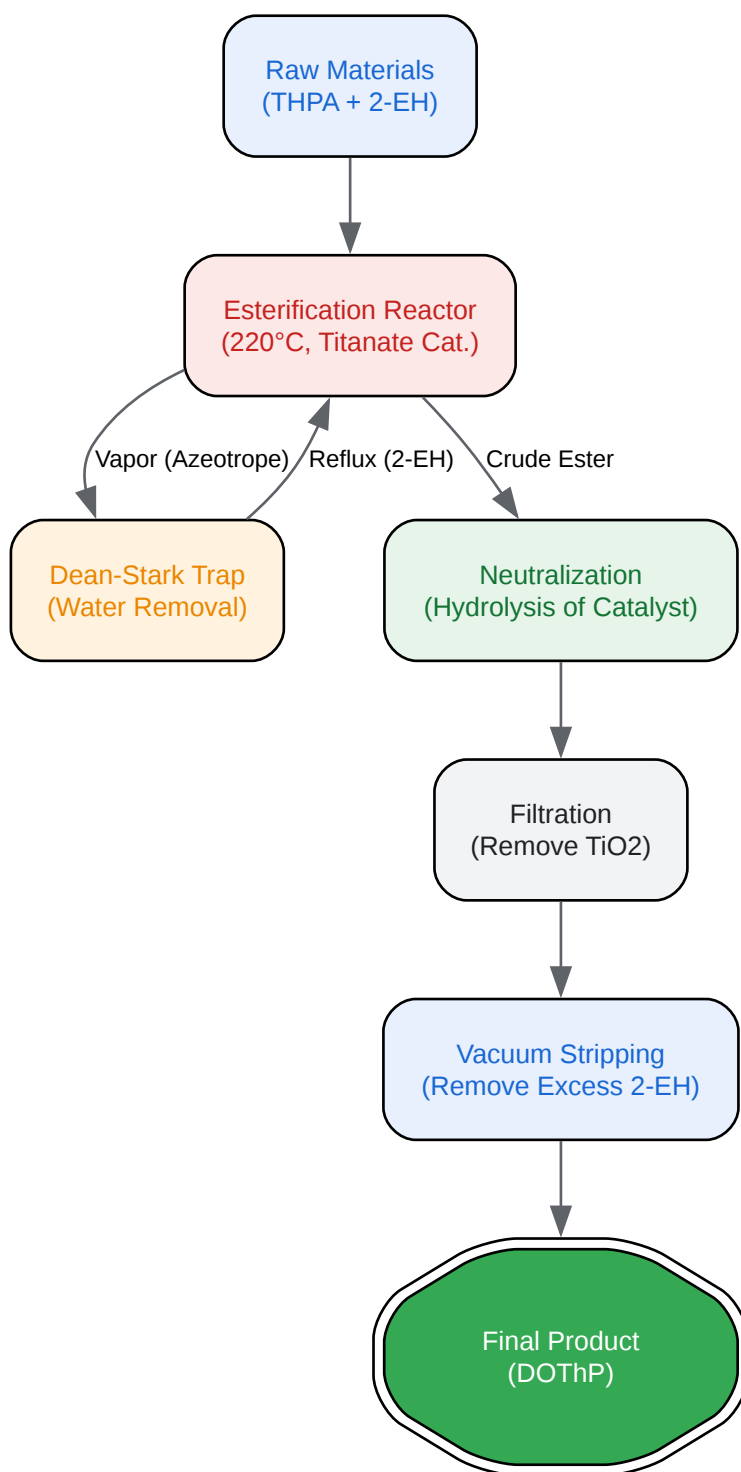 Raw Materials
(THPA + 2-EH)
Esterification Reactor
(220°C, Titanate Cat.)
Vapor (Azeotrope)
Reflux (2-EH)
Crude Ester
Dean-Stark Trap
(Water Removal)
Neutralization
(Hydrolysis of Catalyst)
Filtration
(Remove TiO2)
Vacuum Stripping
(Remove Excess 2-EH)
Final Product
(DOThP)